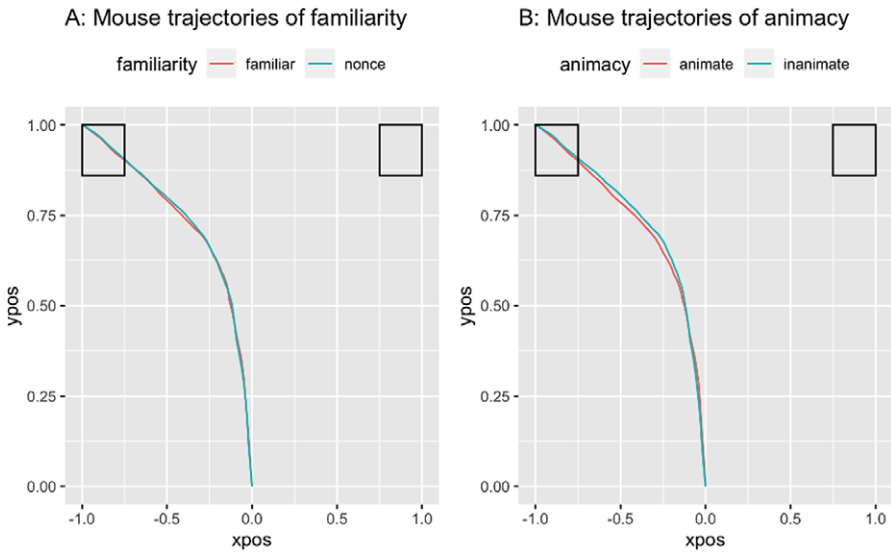 A: Mouse trajectories of familiarity
familiarity familiar nonce
1.00
0.75
0.50
0.25
0.00
ypos
-1.0 -0.5 0.0 0.5 1.0
xpos
B: Mouse trajectories of animacy
animacy animate inanimate
1.00
0.75
0.50
0.25
0.00
ypos
-1.0 -0.5 0.0 0.5 1.0
xpos